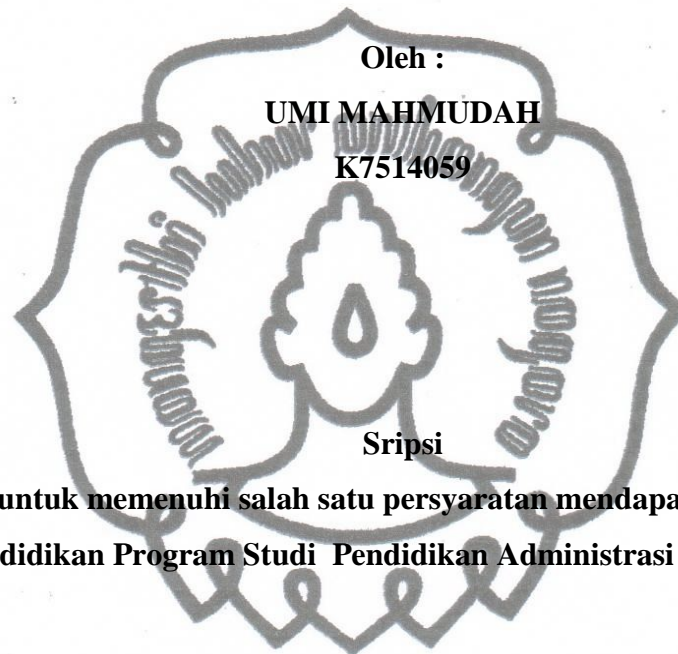 Oleh :
UMI MAHMUDAH
K7514059
Sripsi
untuk memenuhi salah satu persyaratan mendapa
didikan Program Studi Pendidikan Administrasi